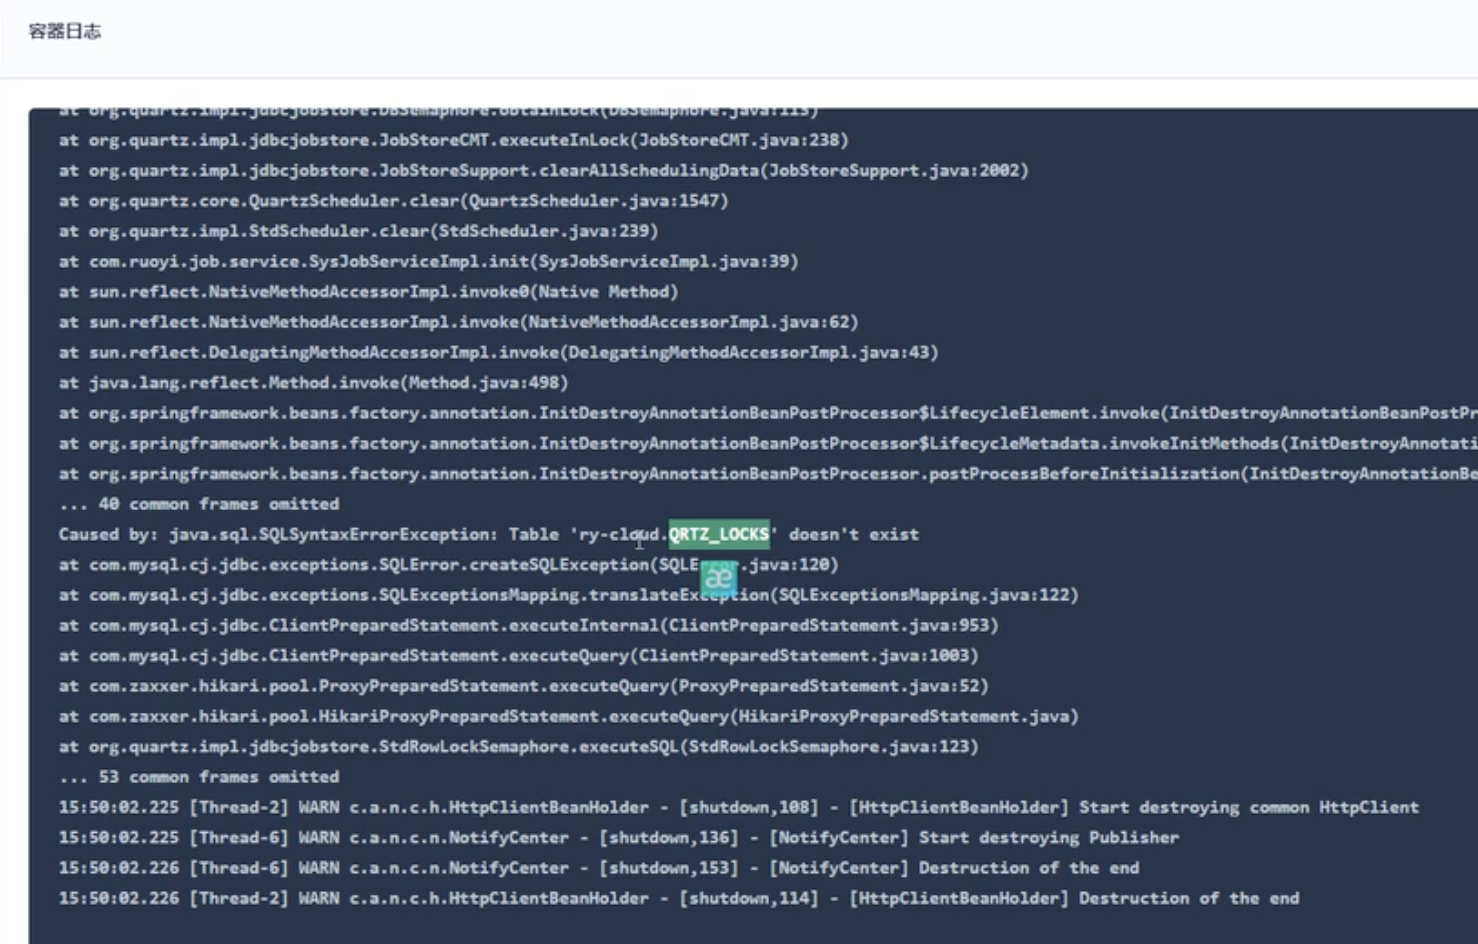 容器日志
at org.quartz.impl.jdbcjobstore.DBSemaphore.obtainLock(DBSemaphore.java:113)
at org.quartz.impl.jdbcjobstore.JobStoreCMT.executeInLock(JobStoreCMT.java:238)
at org.quartz.impl.jdbcjobstore.JobStoreSupport.clearAllSchedulingData(JobStoreSupport.java:2002)
at org.quartz.core.QuartzScheduler.clear(QuartzScheduler.java:1547)
at org.quartz.impl.StdScheduler.clear(StdScheduler.java:239)
at com.ruoyi.job.service.SysJobServiceImpl.init(SysJobServiceImpl.java:39)
at sun.reflect.NativeMethodAccessorImpl.invoke0(Native Method)
at sun.reflect.NativeMethodAccessorImpl.invoke(NativeMethodAccessorImpl.java:62)
at sun.reflect.DelegatingMethodAccessorImpl.invoke(DelegatingMethodAccessorImpl.java:43)
at java.lang.reflect.Method.invoke(Method.java:498)
at org.springframework.beans.factory.annotation.InitDestroyAnnotationBeanPostProcessor$LifecycleElement.invoke(InitDestroyAnnotationBeanPostPr
at org.springframework.beans.factory.annotation.InitDestroyAnnotationBeanPostProcessor$LifecycleMetadata.invokeInitMethods(InitDestroyAnnotati
at org.springframework.beans.factory.annotation.InitDestroyAnnotationBeanPostProcessor.postProcessBeforeInitialization(InitDestroyAnnotationBe
... 40 common frames omitted
Caused by: java.sql.SQLSyntaxErrorException: Table 'ry-cloud.QRTZ_LOCKS' doesn't exist
at com.mysql.cj.jdbc.exceptions.SQLError.createSQLException(SQLError.java:120)
at com.mysql.cj.jdbc.exceptions.SQLExceptionsMapping.translateException(SQLExceptionsMapping.java:122)
at com.mysql.cj.jdbc.ClientPreparedStatement.executeInternal(ClientPreparedStatement.java:953)
at com.mysql.cj.jdbc.ClientPreparedStatement.executeQuery(ClientPreparedStatement.java:1003)
at com.zaxxer.hikari.pool.ProxyPreparedStatement.executeQuery(ProxyPreparedStatement.java:52)
at com.zaxxer.hikari.pool.HikariProxyPreparedStatement.executeQuery(HikariProxyPreparedStatement.java)
at org.quartz.impl.jdbcjobstore.StdRowLockSemaphore.executeSQL(StdRowLockSemaphore.java:123)
... 53 common frames omitted
15:50:02.225 [Thread-2] WARN c.a.n.c.h.HttpClientBeanHolder - [shutdown,108] - [HttpClientBeanHolder] Start destroying common HttpClient
15:50:02.225 [Thread-6] WARN c.a.n.c.n.NotifyCenter - [shutdown,136] - [NotifyCenter] Start destroying Publisher
15:50:02.226 [Thread-6] WARN c.a.n.c.n.NotifyCenter - [shutdown,153] - [NotifyCenter] Destruction of the end
15:50:02.226 [Thread-2] WARN c.a.n.c.h.HttpClientBeanHolder - [shutdown,114] - [HttpClientBeanHolder] Destruction of the end